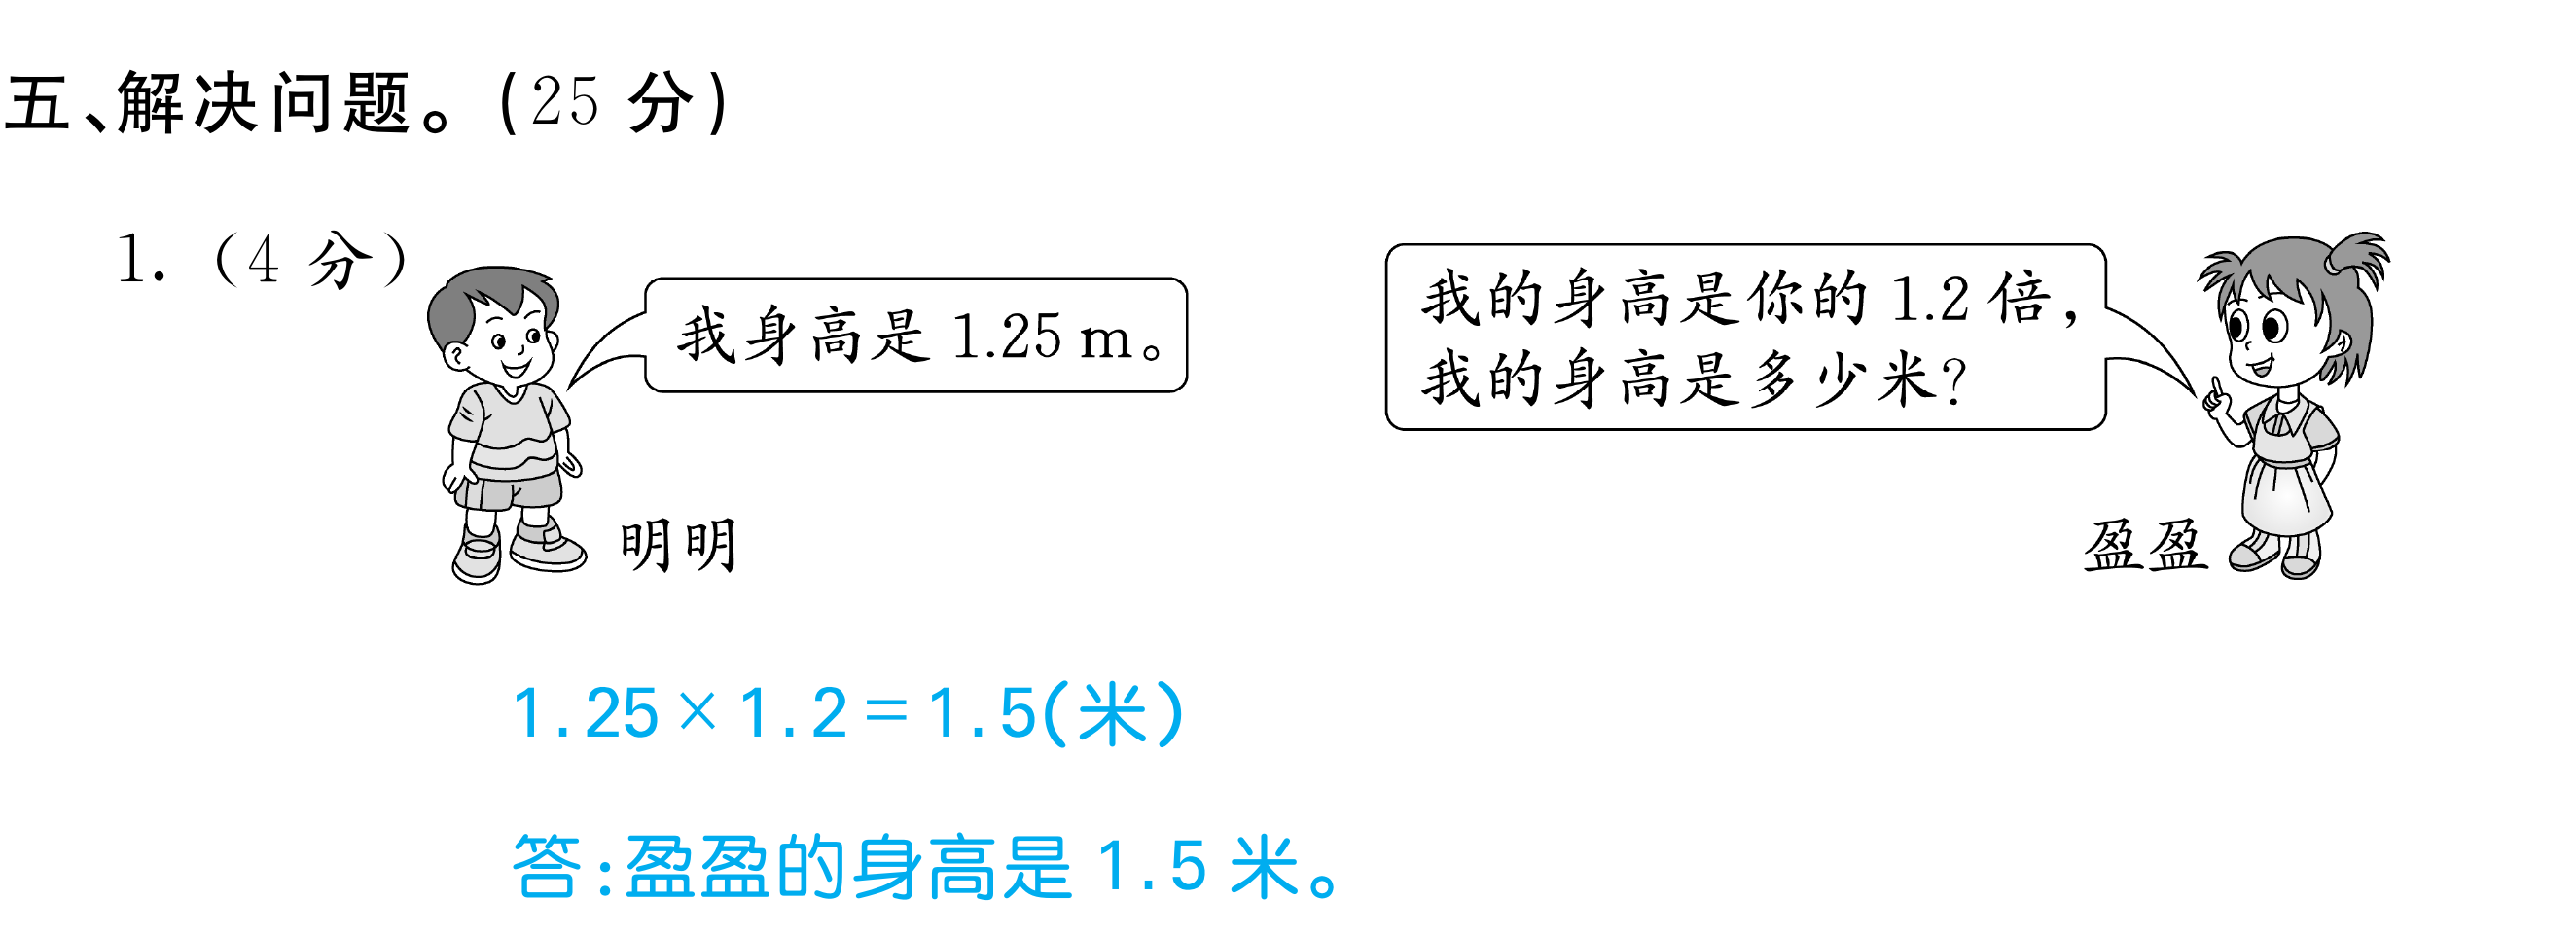 五、解决问题。(25 分)
1.(4 分)
我身高是 1.25 m。
我的身高是你的 1.2 倍，
我的身高是多少米?
明明
盈盈
1.25×1.2=1.5(米)
答:盈盈的身高是 1.5 米。